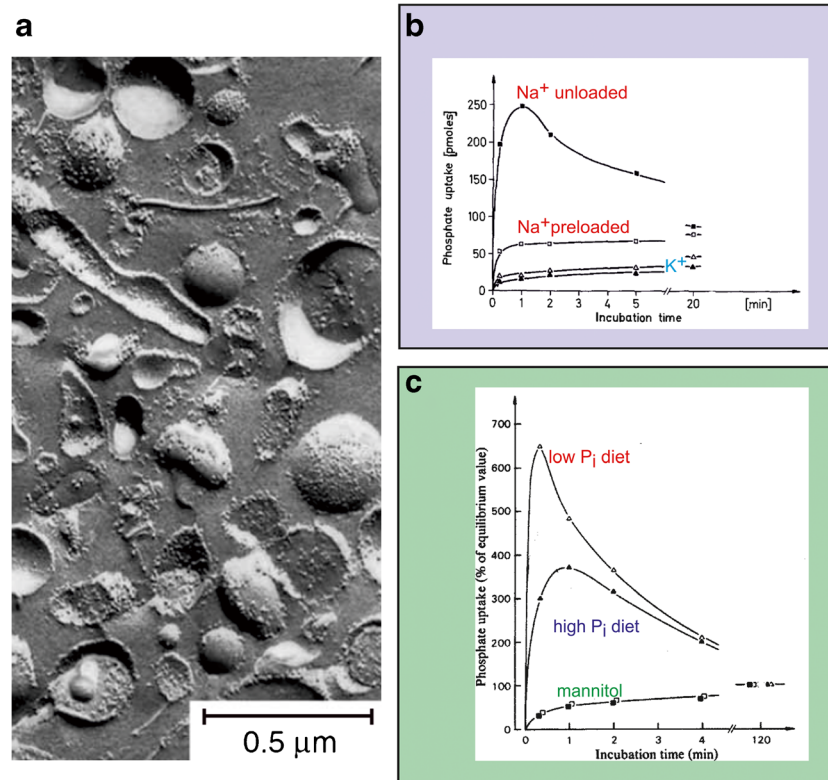 a
0.5 μm
b
Phosphate uptake [pmoles]
250
200
150
100
50
0
Na⁺ unloaded
Na⁺preloaded
K⁺
0 1 2 3 4 5 20 [min]
Incubation time
c
Phosphate uptake (% of equilibrium value)
700
600
500
400
300
200
100
0
low Pᵢ diet
high Pᵢ diet
mannitol
0 1 2 3 4 120
Incubation time (min)